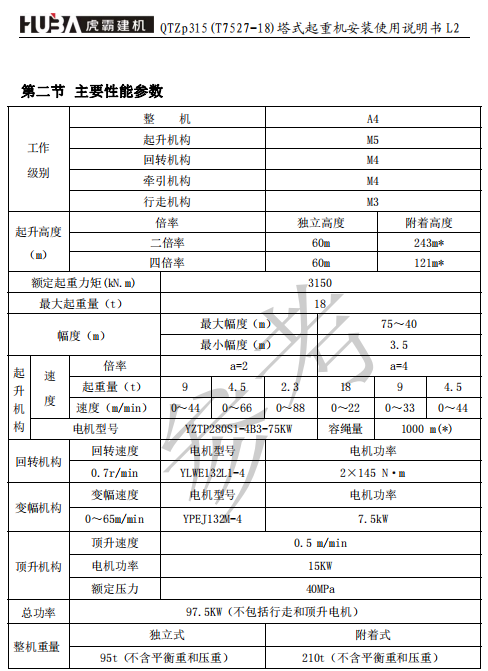 HUBA 虎霸建机 QTZp315(T7527-18)塔式起重机安装使用说明书 L2
第二节 主要性能参数
工作级别 整 机 A4
起升机构 M5
回转机构 M4
牵引机构 M4
行走机构 M3
起升高度(m) 倍率 独立高度 附着高度
二倍率 60m 243m*
四倍率 60m 121m*
额定起重力矩(kN.m) 3150
最大起重量(t) 18
幅度(m) 最大幅度(m) 75~40
最小幅度(m) 3.5
起升机构 速度 倍率 a=2 a=4
起重量(t) 9 4.5 2.3 18 9 4.5
速度(m/min) 0~44 0~66 0~88 0~22 0~33 0~44
电机型号 YZTP280S1-4B3-75KW 容绳量 1000 m(*)
回转机构 回转速度 电机型号 电机功率
0.7r/min YLWE132L1-4 2×145 N·m
变幅机构 变幅速度 电机型号 电机功率
0~65m/min YPEJ132M-4 7.5kW
顶升机构 顶升速度 0.5 m/min
电机功率 15KW
额定压力 40MPa
总功率 97.5KW(不包括行走和顶升电机)
整机重量 独立式 附着式
95t(不含平衡重和压重) 210t(不含平衡重和压重)
参考